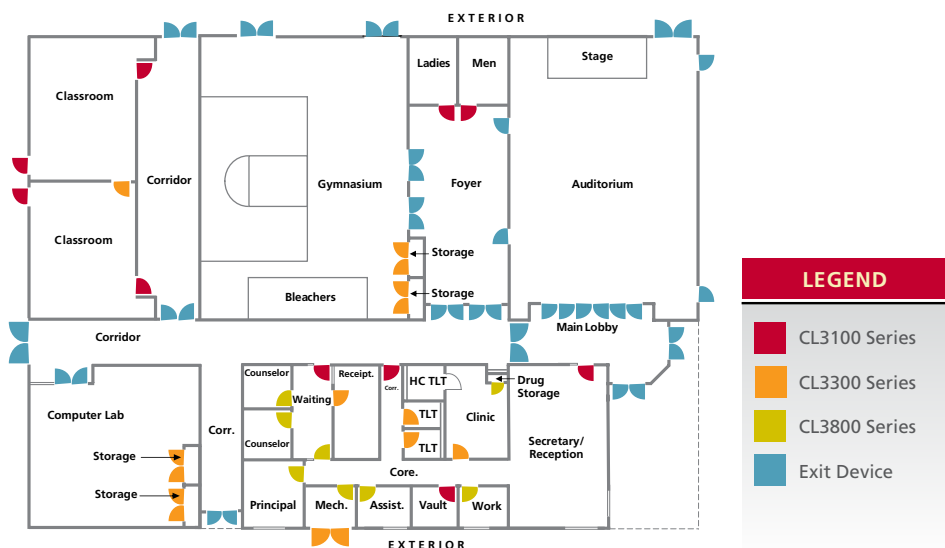 EXTERIOR
Ladies
Men
Stage
Classroom
Corridor
Gymnasium
Foyer
Auditorium
Classroom
Storage
Storage
Bleachers
Corridor
Main Lobby
LEGEND
CL3100 Series
CL3300 Series
CL3800 Series
Exit Device
Counselor
Receipt.
Corr.
HC TLT
Drug
Storage
Waiting
Computer Lab
Corr.
TLT
Clinic
Counselor
TLT
Secretary/
Reception
Storage
Storage
Core.
Principal
Mech.
Assist.
Vault
Work
EXTERIOR